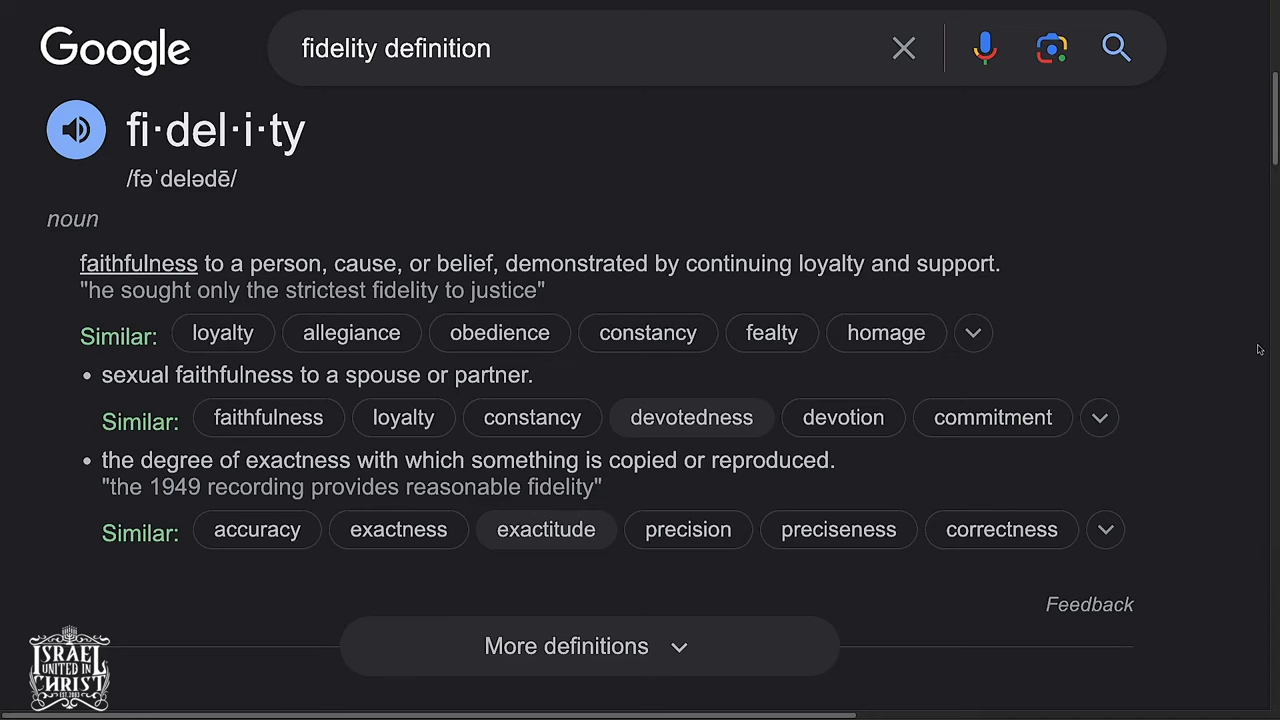 Google
fidelity definition
fi·del·i·ty
/fəˈdelədē/
noun
faithfulness to a person, cause, or belief, demonstrated by continuing loyalty and support.
"he sought only the strictest fidelity to justice"
Similar: loyalty allegiance obedience constancy fealty homage
• sexual faithfulness to a spouse or partner.
Similar: faithfulness loyalty constancy devotedness devotion commitment
• the degree of exactness with which something is copied or reproduced.
"the 1949 recording provides reasonable fidelity"
Similar: accuracy exactness exactitude precision preciseness correctness
Feedback
More definitions
ISRAEL
UNITED IN
CHRIST
EST. 2003